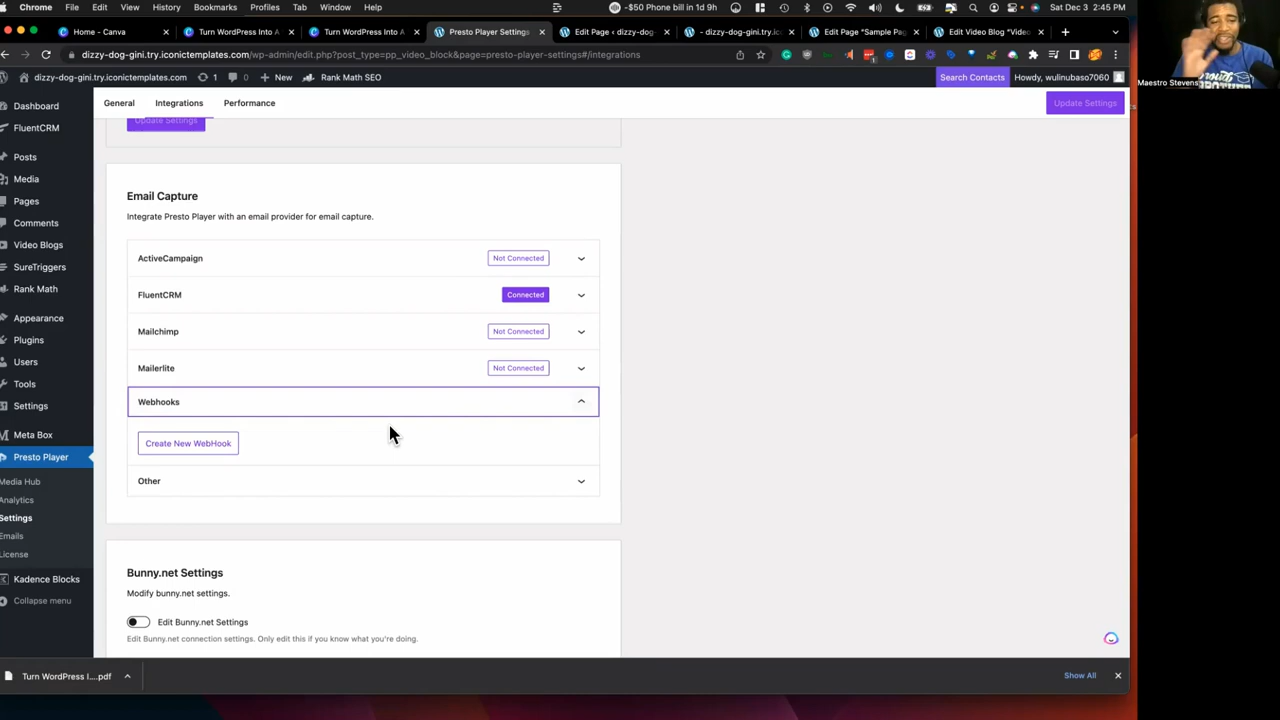 Chrome File Edit View History Bookmarks Profiles Tab Window Help -$50 Phone bill in 1d 9h Sat Dec 3 2:45 PM
Home - Canva Turn WordPress Into A Turn WordPress Into A Presto Player Settings Edit Page ‹ dizzy-dog- - dizzy-dog-gini.try.ic Edit Page "Sample Pag Edit Video Blog "Video
dizzy-dog-gini.try.iconictemplates.com/wp-admin/edit.php?post_type=pp_video_block&page=presto-player-settings#/integrations
Maestro Stevens
dizzy-dog-gini.try.iconictemplates.com 1 0 New Rank Math SEO Search Contacts Howdy, wulinubaso7060
General Integrations Performance Update Settings
Dashboard
FluentCRM
Posts
Media
Pages
Comments
Video Blogs
SureTriggers
Rank Math
Appearance
Plugins
Users
Tools
Settings
Meta Box
Presto Player
Media Hub
Analytics
Settings
Emails
License
Kadence Blocks
Collapse menu
Update Settings
Email Capture
Integrate Presto Player with an email provider for email capture.
ActiveCampaign Not Connected
FluentCRM Connected
Mailchimp Not Connected
Mailerlite Not Connected
Webhooks
Create New WebHook
Other
Bunny.net Settings
Modify bunny.net settings.
Edit Bunny.net Settings
Edit Bunny.net connection settings. Only edit this if you know what you're doing.
Turn WordPress I....pdf Show All